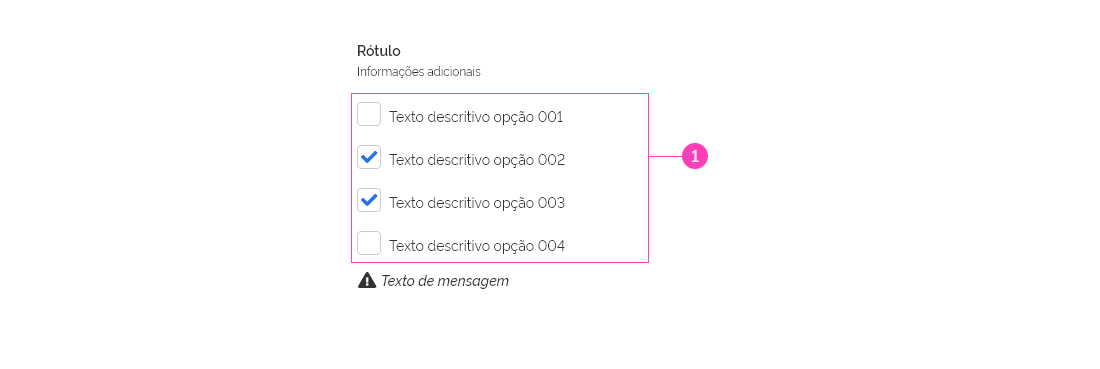 Rótulo
Informações adicionais
Texto descritivo opção 001
Texto descritivo opção 002
1
Texto descritivo opção 003
Texto descritivo opção 004
Texto de mensagem